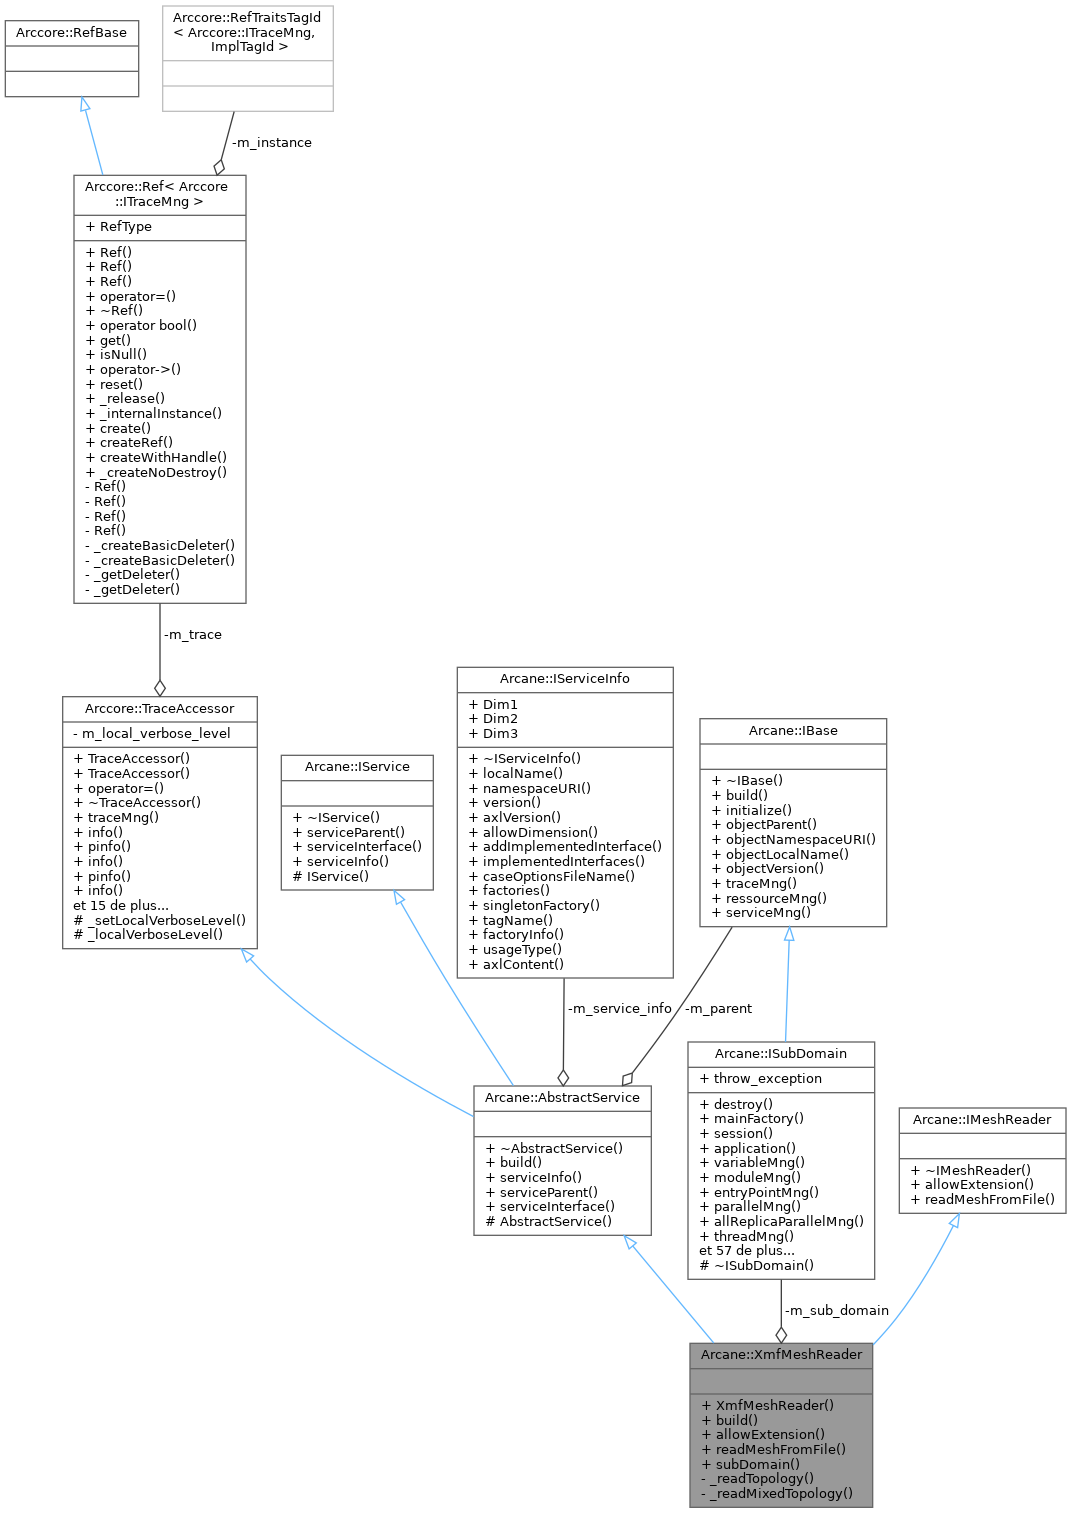 Arccore::RefBase
Arccore::RefTraitsTagId
< Arccore::ITraceMng,
ImplTagId >
-m_instance
Arccore::Ref< Arccore
::ITraceMng >
+ RefType
+ Ref()
+ Ref()
+ Ref()
+ operator=()
+ ~Ref()
+ operator bool()
+ get()
+ isNull()
+ operator->()
+ reset()
+ _release()
+ _internalInstance()
+ create()
+ createRef()
+ createWithHandle()
+ _createNoDestroy()
- Ref()
- Ref()
- Ref()
- Ref()
- _createBasicDeleter()
- _createBasicDeleter()
- _getDeleter()
- _getDeleter()
-m_trace
Arccore::TraceAccessor
- m_local_verbose_level
+ TraceAccessor()
+ TraceAccessor()
+ operator=()
+ ~TraceAccessor()
+ traceMng()
+ info()
+ pinfo()
+ info()
+ pinfo()
+ info()
et 15 de plus...
# _setLocalVerboseLevel()
# _localVerboseLevel()
Arcane::IService
+ ~IService()
+ serviceParent()
+ serviceInterface()
+ serviceInfo()
# IService()
Arcane::IServiceInfo
+ Dim1
+ Dim2
+ Dim3
+ ~IServiceInfo()
+ localName()
+ namespaceURI()
+ version()
+ axlVersion()
+ allowDimension()
+ addImplementedInterface()
+ implementedInterfaces()
+ caseOptionsFileName()
+ factories()
+ singletonFactory()
+ tagName()
+ factoryInfo()
+ usageType()
+ axlContent()
Arcane::IBase
+ ~IBase()
+ build()
+ initialize()
+ objectParent()
+ objectNamespaceURI()
+ objectLocalName()
+ objectVersion()
+ traceMng()
+ ressourceMng()
+ serviceMng()
-m_service_info
-m_parent
Arcane::AbstractService
+ ~AbstractService()
+ build()
+ serviceInfo()
+ serviceParent()
+ serviceInterface()
# AbstractService()
Arcane::ISubDomain
+ throw_exception
+ destroy()
+ mainFactory()
+ session()
+ application()
+ variableMng()
+ moduleMng()
+ entryPointMng()
+ parallelMng()
+ allReplicaParallelMng()
+ threadMng()
et 57 de plus...
# ~ISubDomain()
Arcane::IMeshReader
+ ~IMeshReader()
+ allowExtension()
+ readMeshFromFile()
-m_sub_domain
Arcane::XmfMeshReader
+ XmfMeshReader()
+ build()
+ allowExtension()
+ readMeshFromFile()
+ subDomain()
- _readTopology()
- _readMixedTopology()